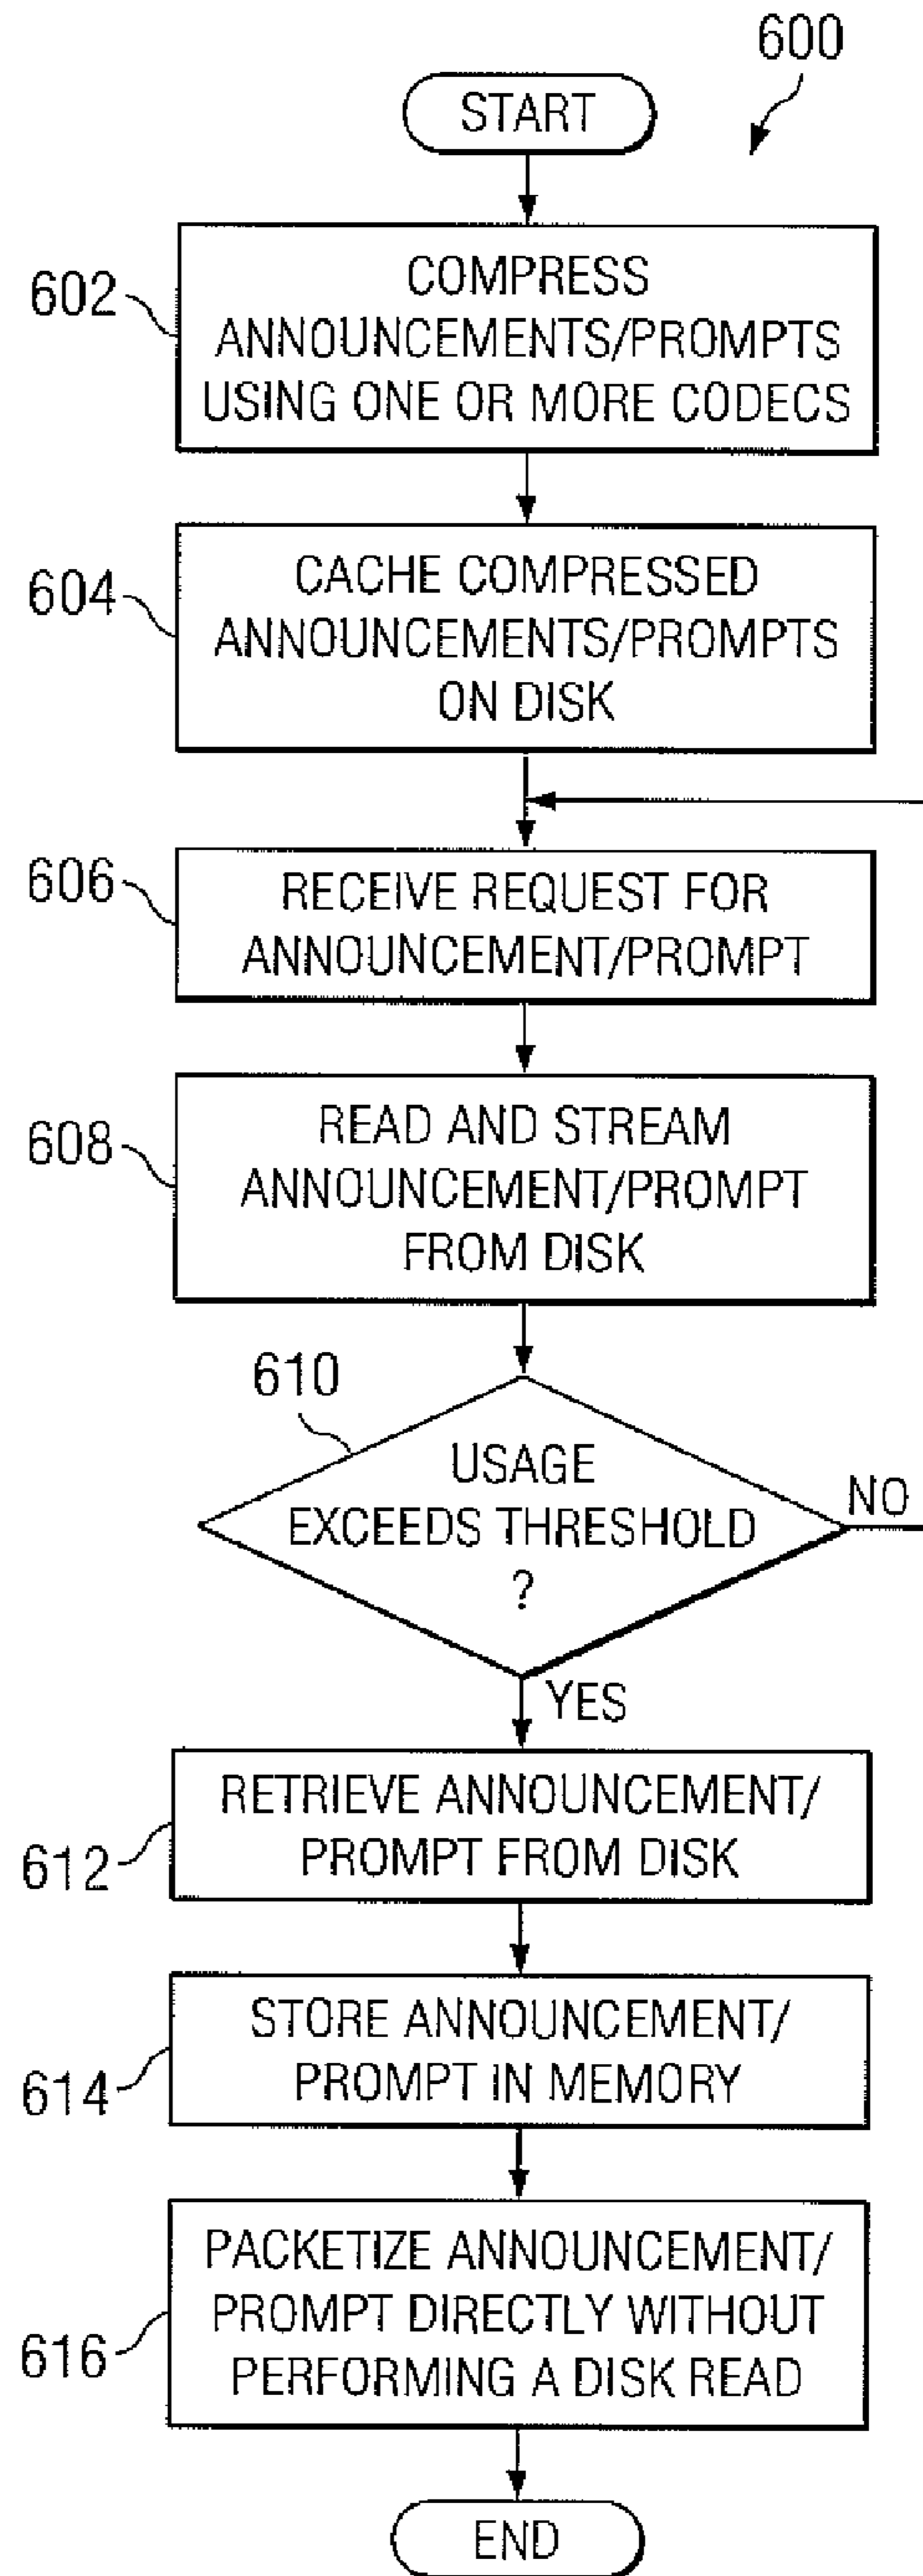 600
START
602
COMPRESS
ANNOUNCEMENTS/PROMPTS
USING ONE OR MORE CODECS
604
CACHE COMPRESSED
ANNOUNCEMENTS/PROMPTS
ON DISK
606
RECEIVE REQUEST FOR
ANNOUNCEMENT/PROMPT
608
READ AND STREAM
ANNOUNCEMENT/PROMPT
FROM DISK
610
USAGE
EXCEEDS THRESHOLD
?
NO
YES
612
RETRIEVE ANNOUNCEMENT/
PROMPT FROM DISK
614
STORE ANNOUNCEMENT/
PROMPT IN MEMORY
616
PACKETIZE ANNOUNCEMENT/
PROMPT DIRECTLY WITHOUT
PERFORMING A DISK READ
END